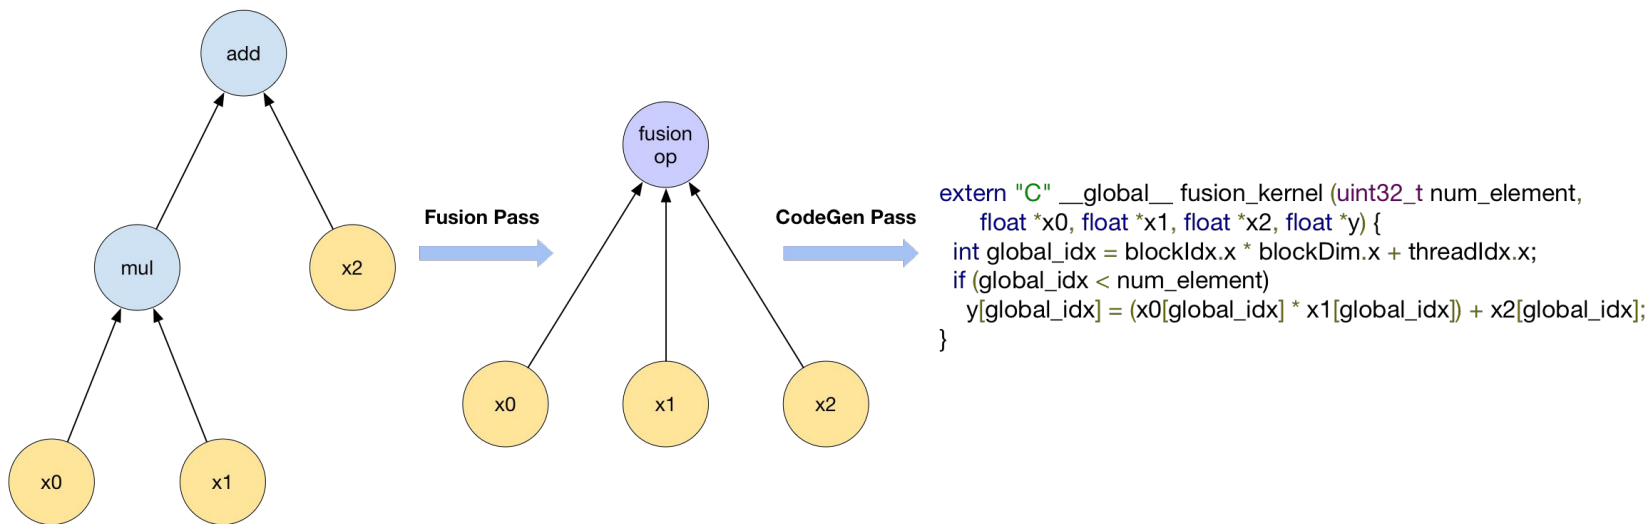 add
mul
x2
x0
x1
Fusion Pass
fusion
op
x0
x1
x2
CodeGen Pass
extern "C" __global__ fusion_kernel (uint32_t num_element,
float *x0, float *x1, float *x2, float *y) {
int global_idx = blockIdx.x * blockDim.x + threadIdx.x;
if (global_idx < num_element)
y[global_idx] = (x0[global_idx] * x1[global_idx]) + x2[global_idx];
}